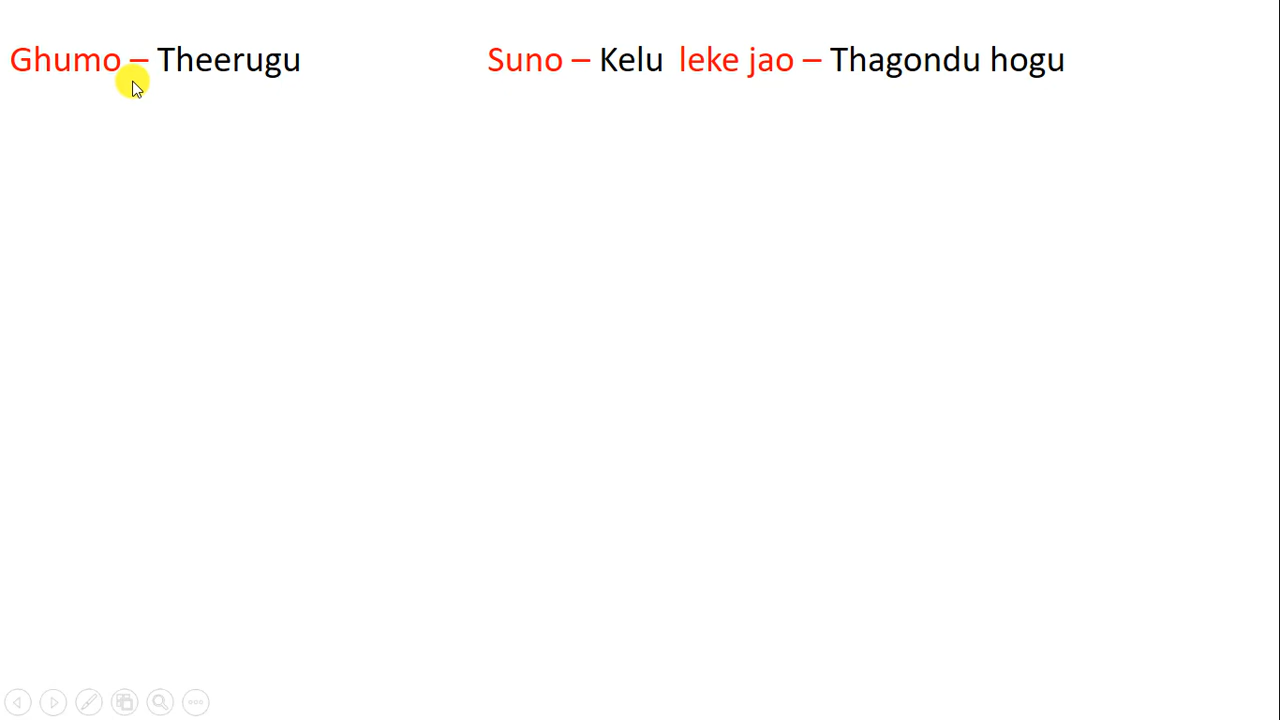 Ghumo – Theerugu Suno – Kelu leke jao – Thagondu hogu